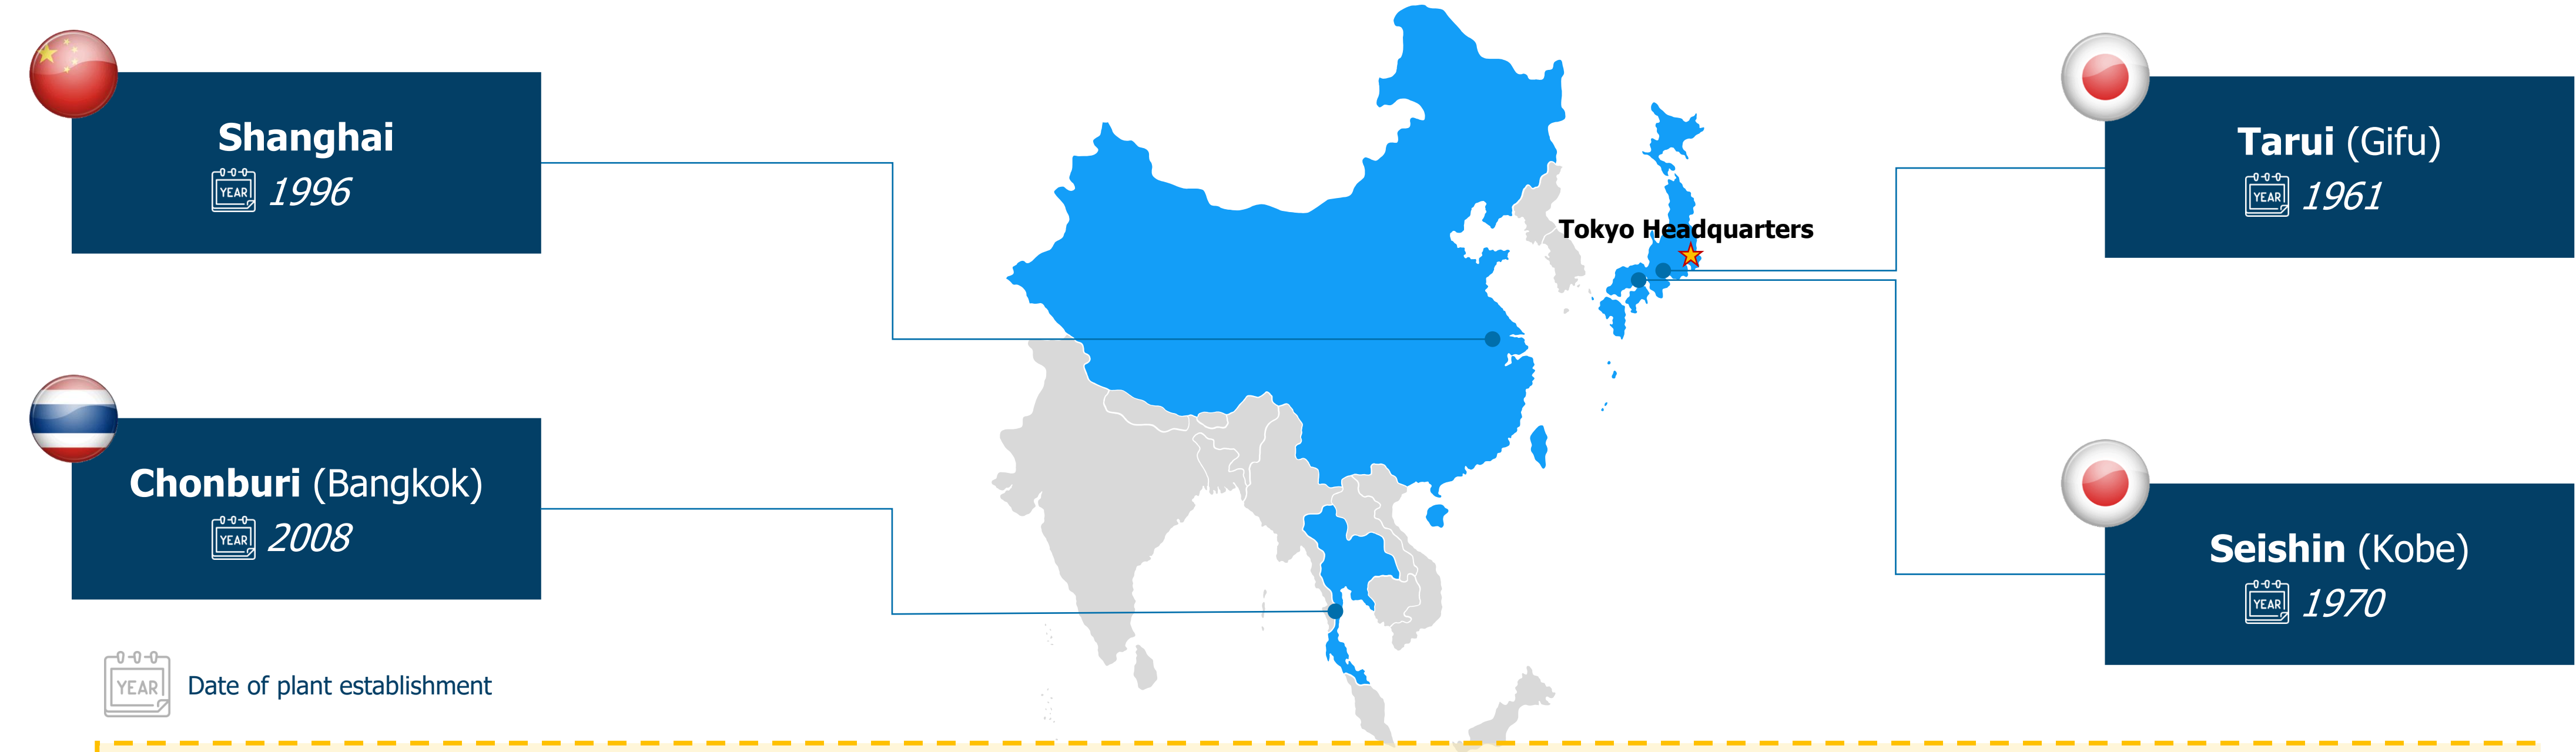 Shanghai
YEAR 1996
Tarui (Gifu)
YEAR 1961
Tokyo Headquarters
Chonburi (Bangkok)
YEAR 2008
Seishin (Kobe)
YEAR 1970
YEAR Date of plant establishment